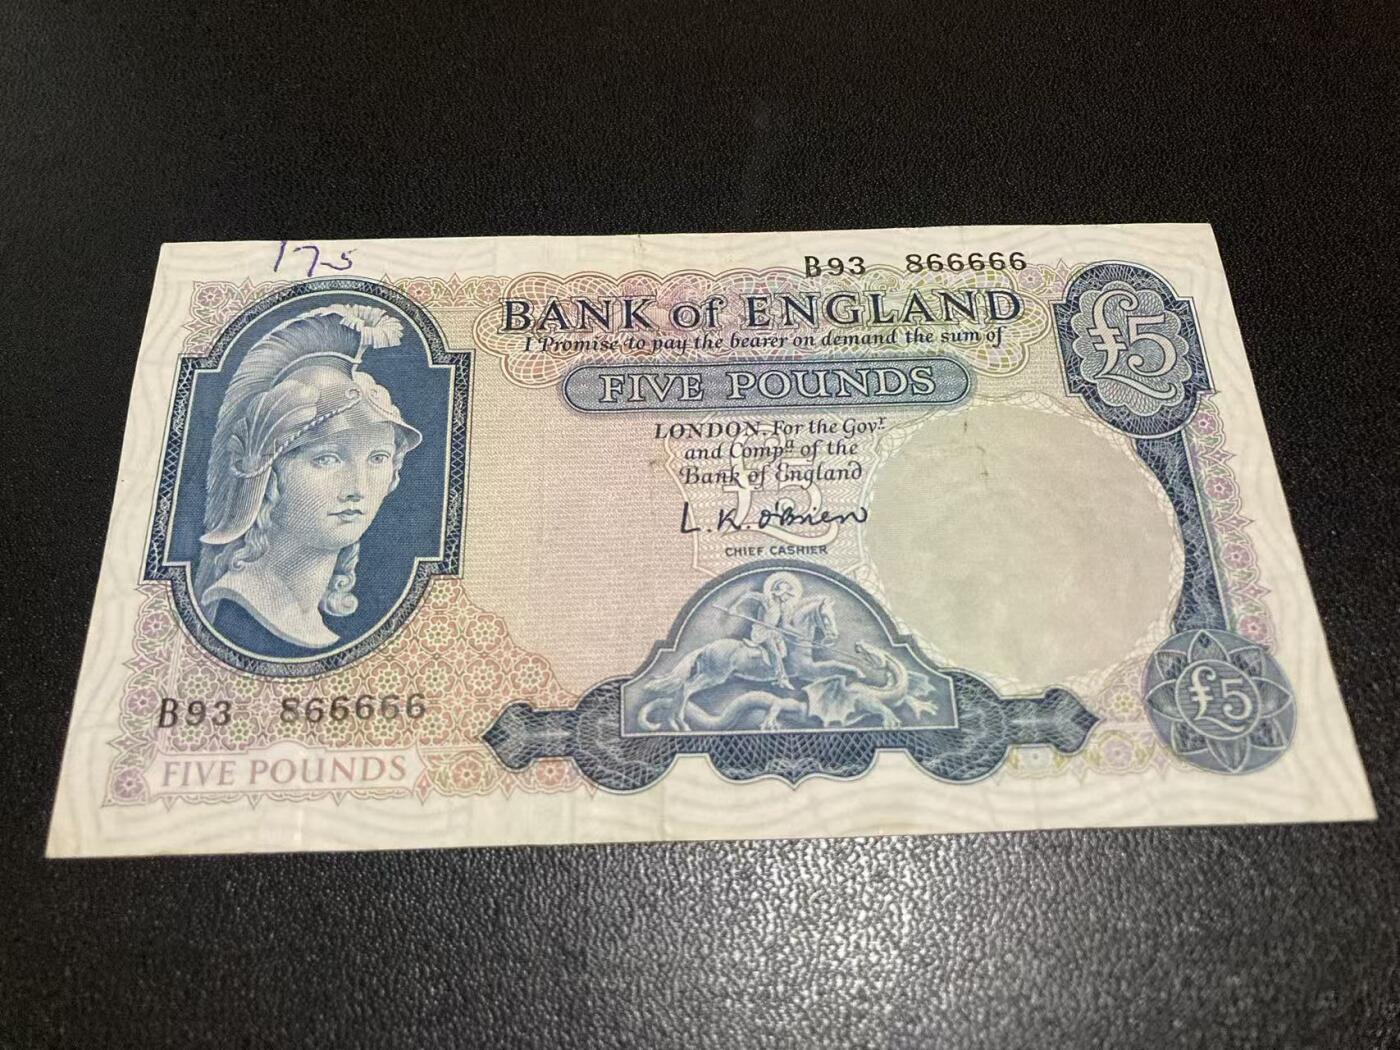 175
B93 866666
BANK of ENGLAND
£5
I Promise to pay the bearer on demand the sum of
FIVE POUNDS
LONDON. For the Govr
and Compa of the
Bank of England
£5
L.K. O'Brien
CHIEF CASHIER
£5
B93 866666
FIVE POUNDS